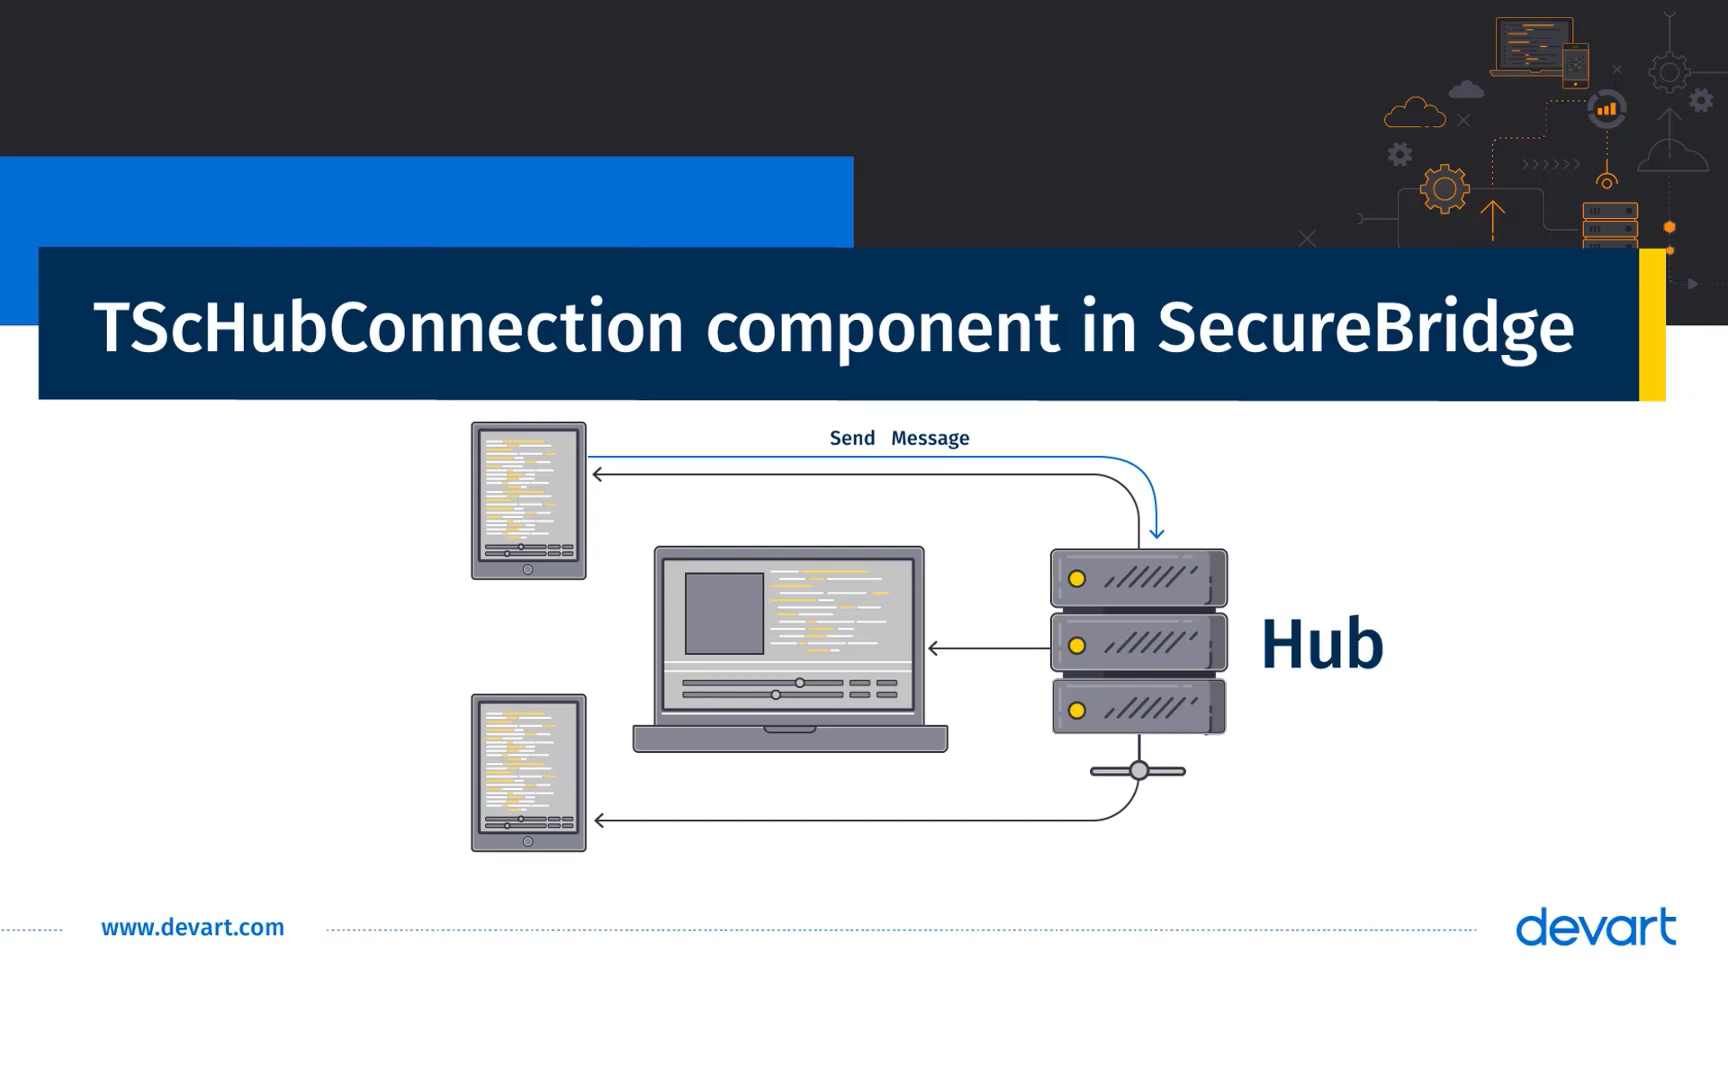 TScHubConnection component in SecureBridge
Send Message
Hub
www.devart.com
devart